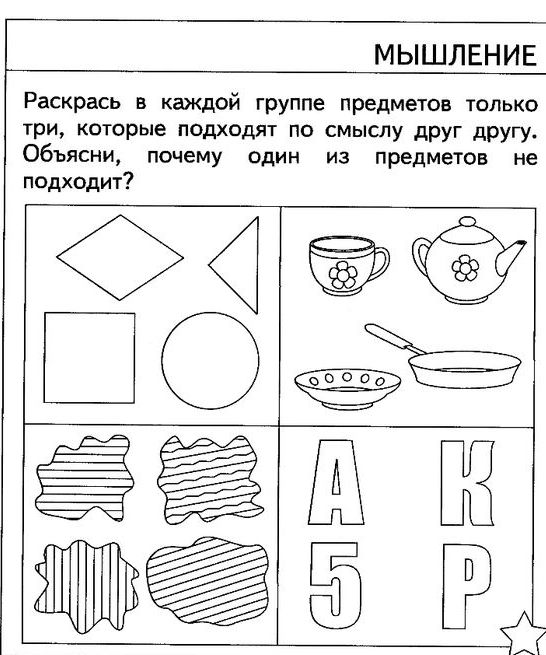 МЫШЛЕНИЕ
Раскрась в каждой группе предметов только
три, которые подходят по смыслу друг другу.
Объясни, почему один из предметов не
подходит?
А К
5 Р